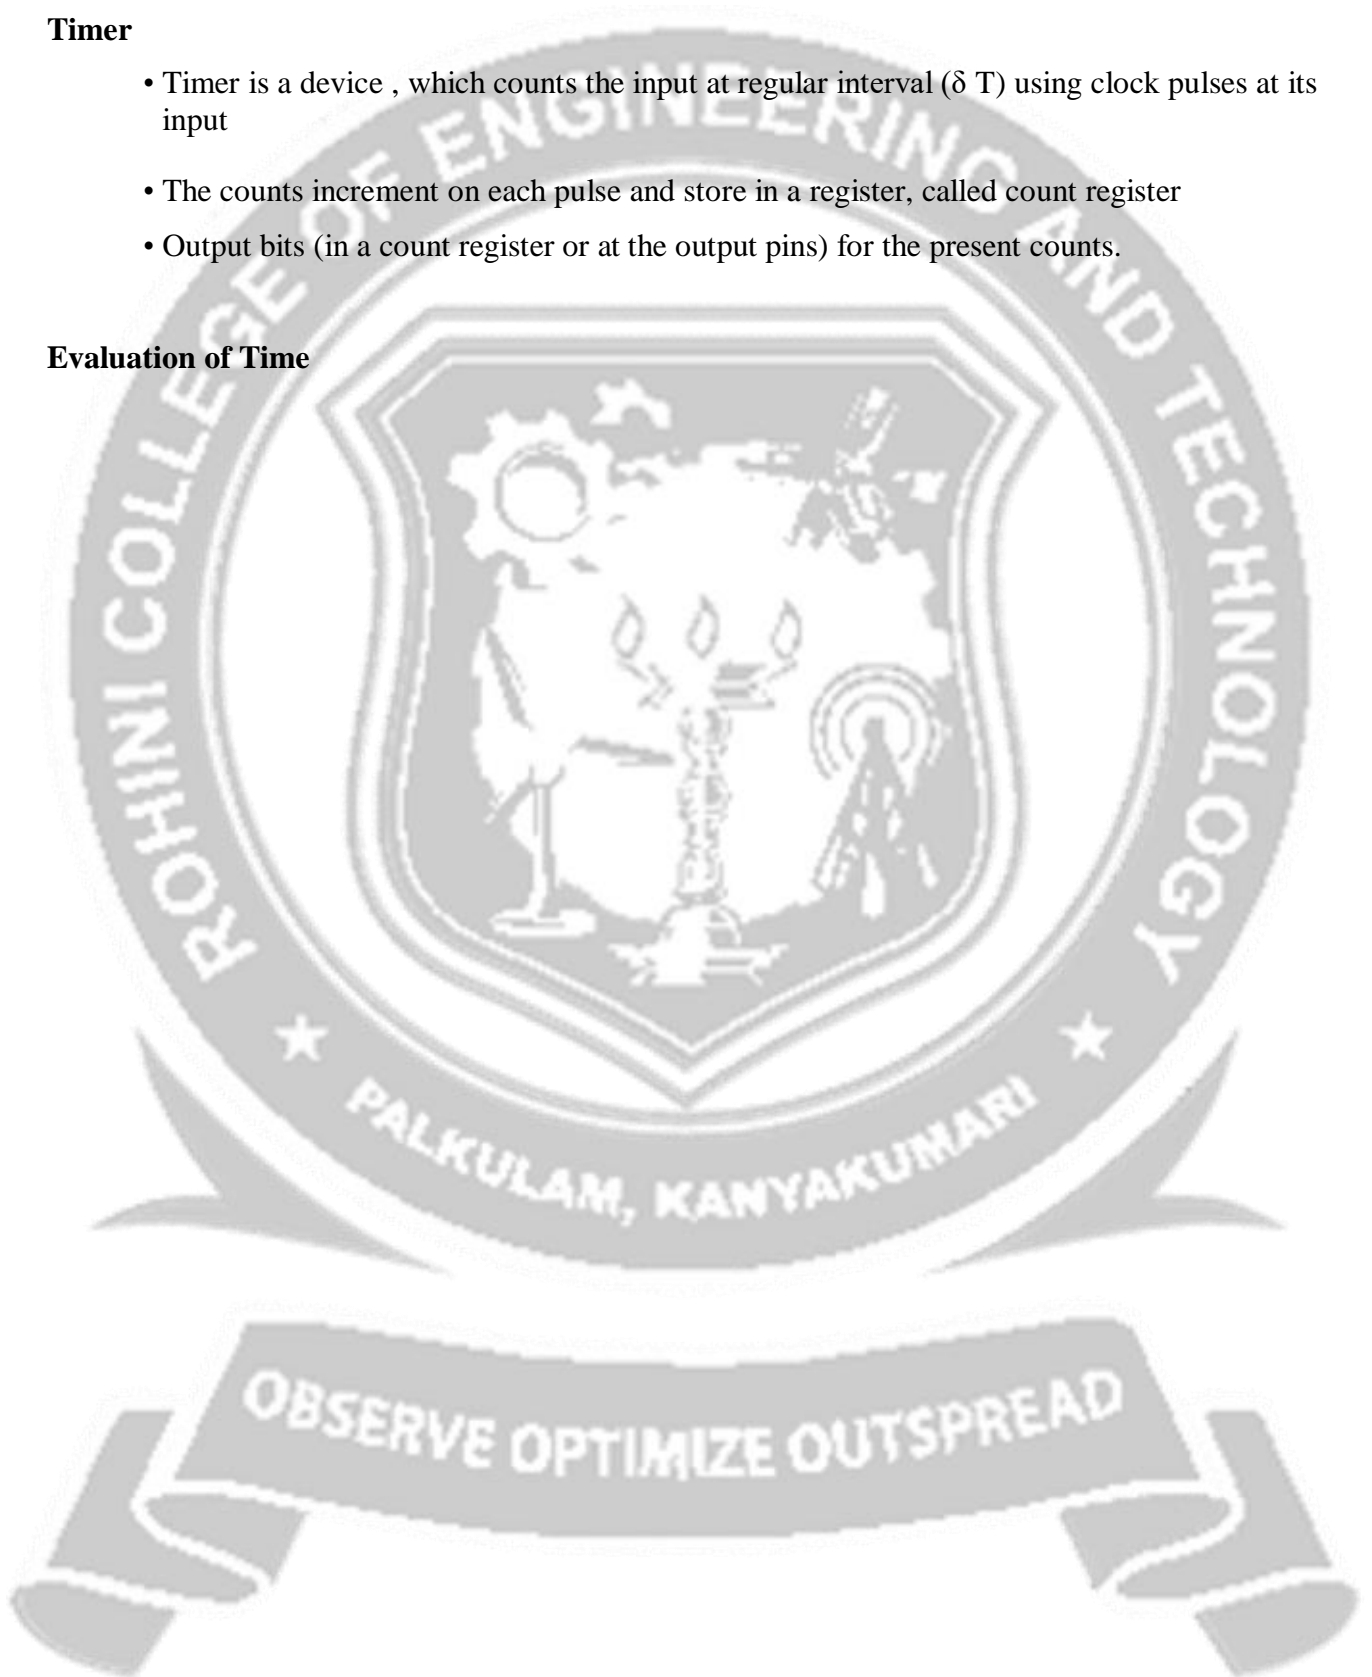 Timer
• Timer is a device , which counts the input at regular interval (δ T) using clock pulses at its
input
• The counts increment on each pulse and store in a register, called count register
• Output bits (in a count register or at the output pins) for the present counts.
Evaluation of Time
ROHINI COLLEGE OF ENGINEERING AND TECHNOLOGY
PALKULAM, KANYAKUMARI
OBSERVE OPTIMIZE OUTSPREAD